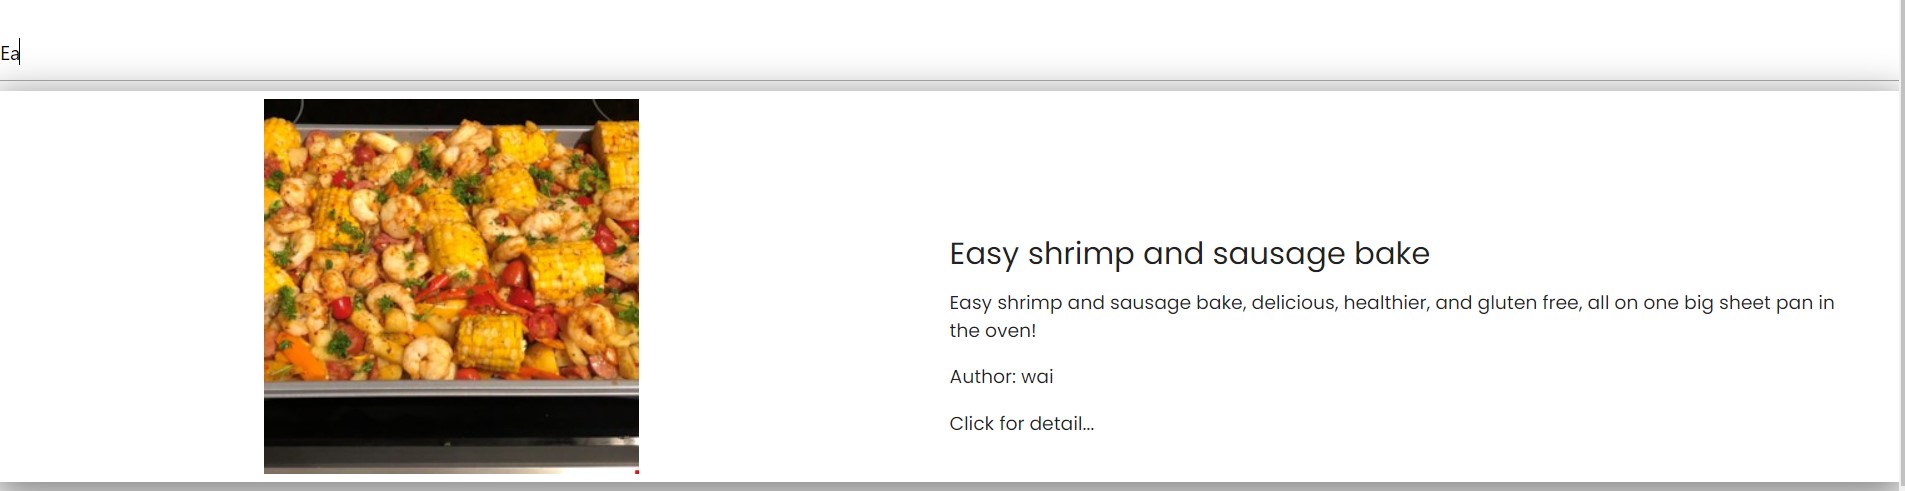 Ea
Easy shrimp and sausage bake
Easy shrimp and sausage bake, delicious, healthier, and gluten free, all on one big sheet pan in
the oven!
Author: wai
Click for detail...